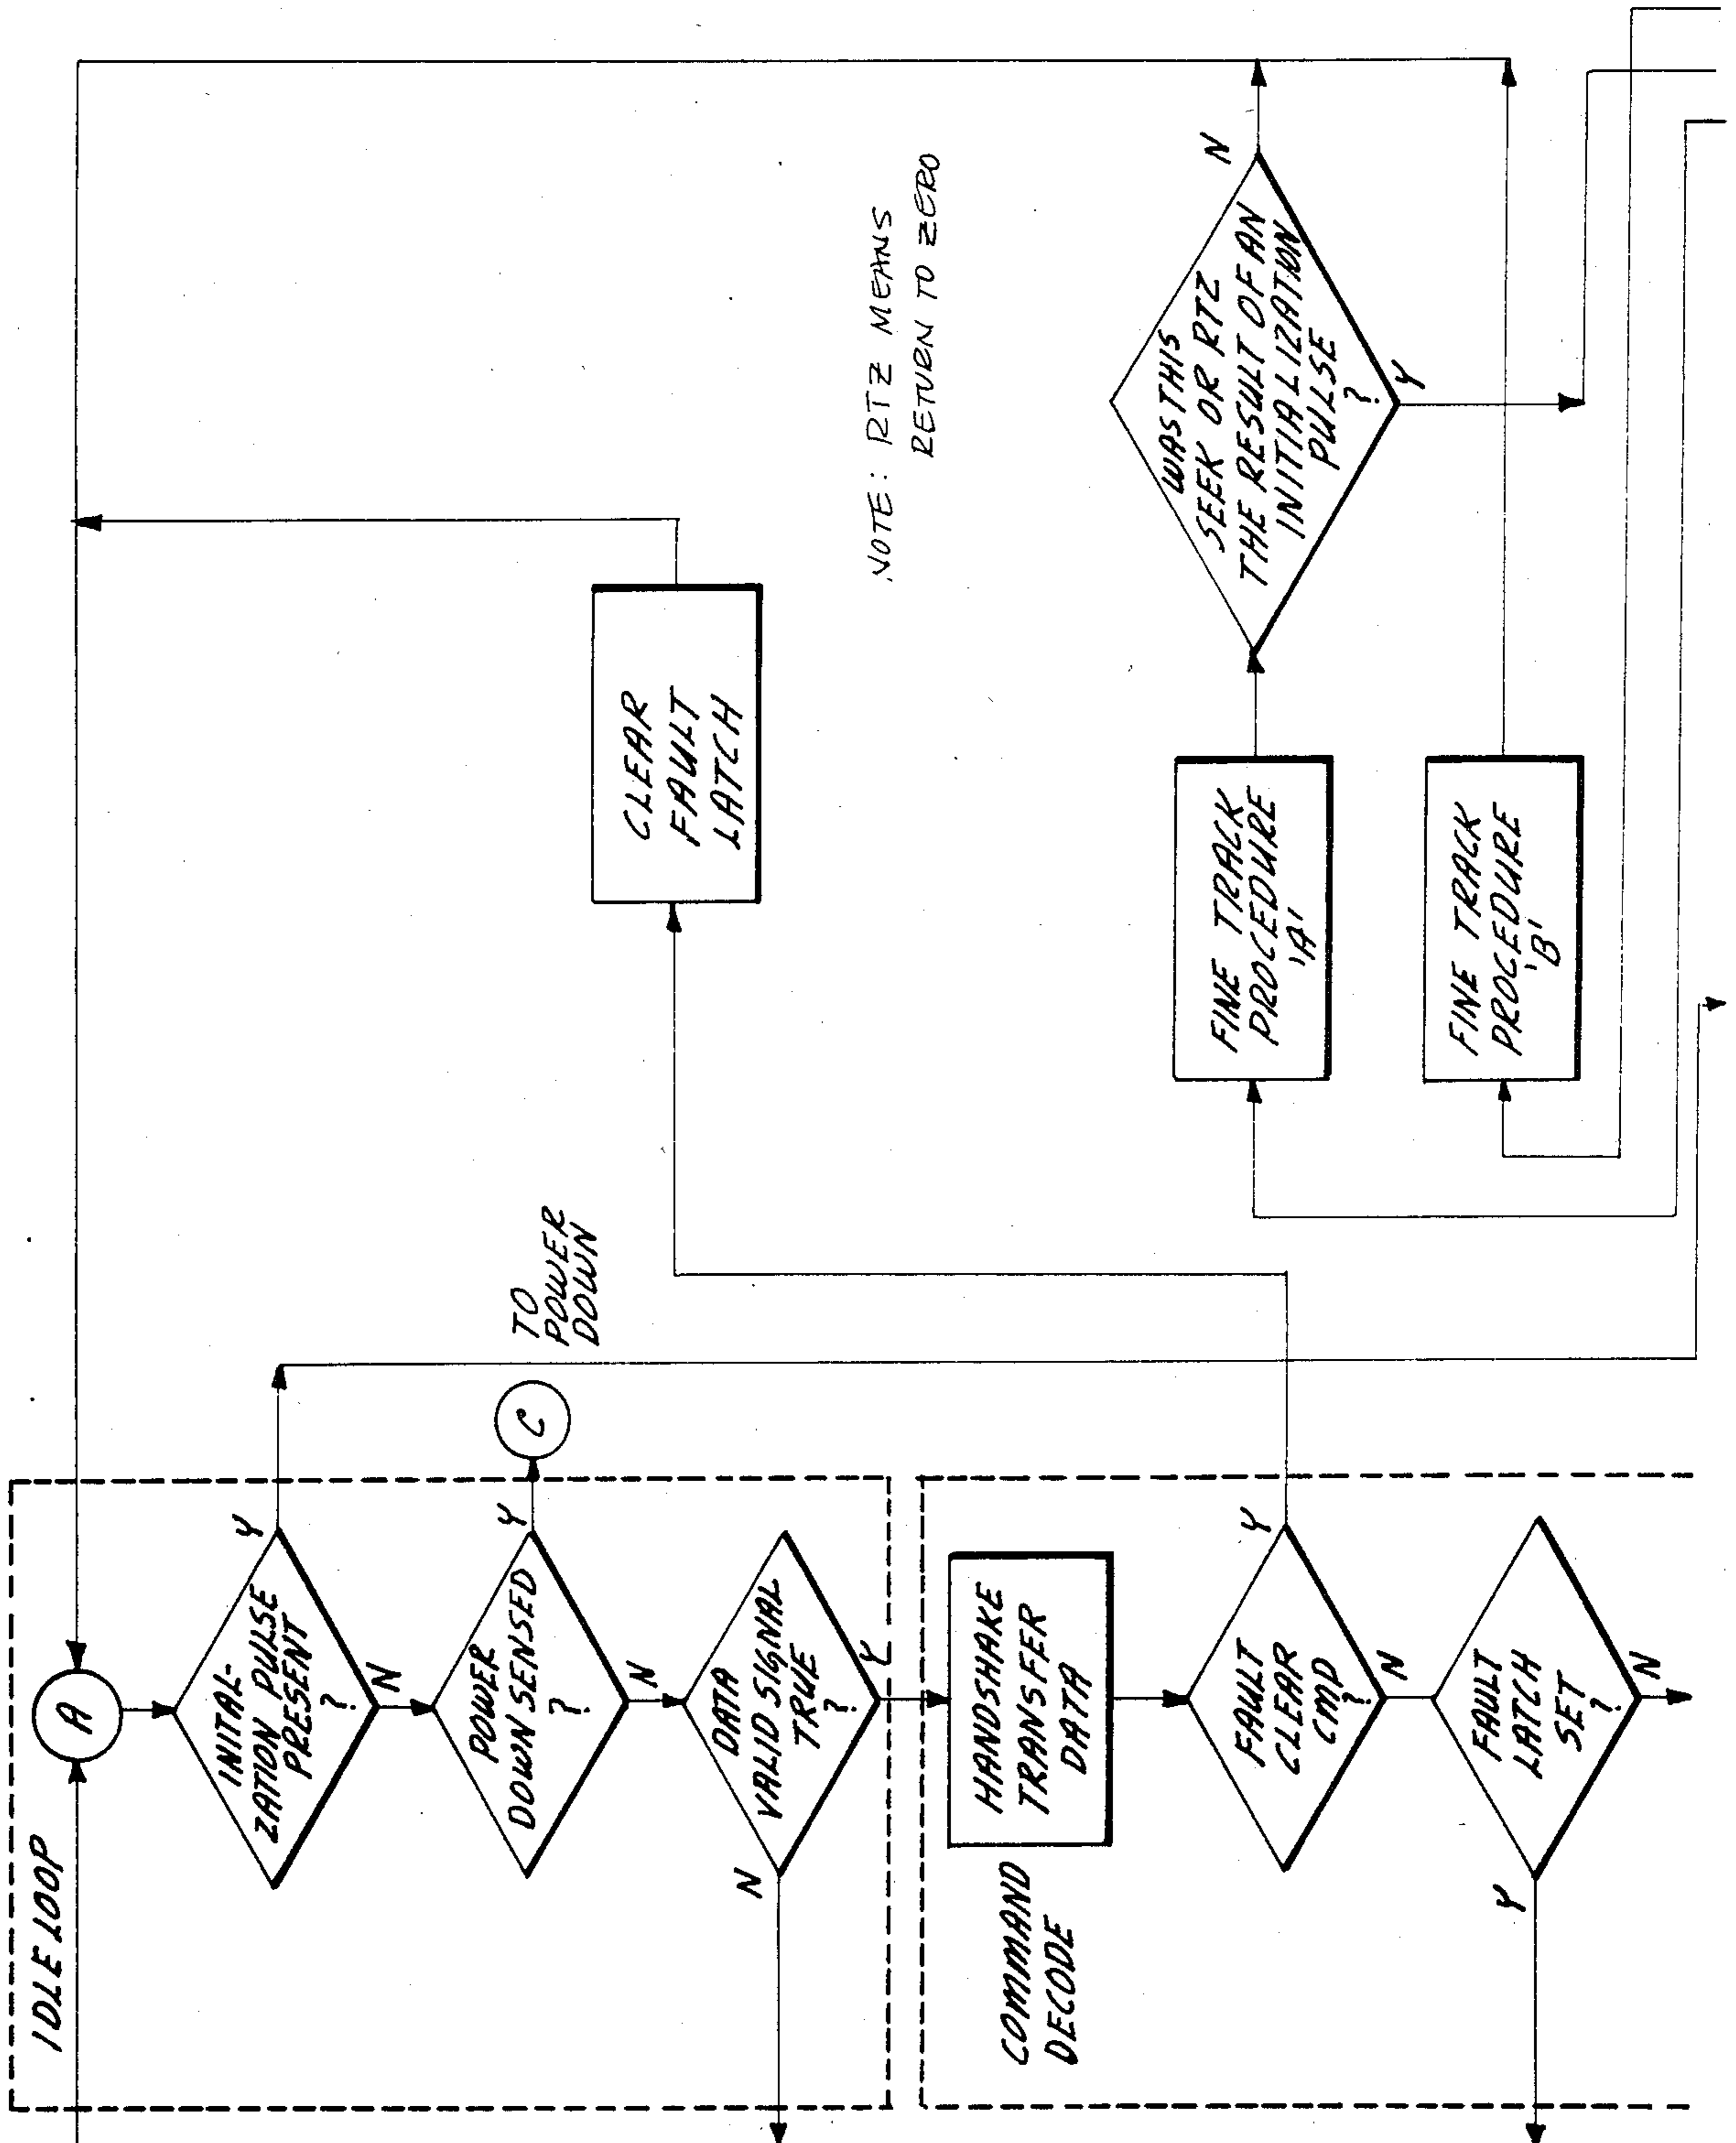 IDLE LOOP
A
INITAL-
ZATION PULSE
PRESENT
?
Y
N
POWER
DOWN SENSED
?
Y
C
TO
POWER
DOWN
N
DATA
VALID SIGNAL
TRUE
?
N
Y
COMMAND
DECODE
HANDSHAKE
TRANSFER
DATA
FAULT
CLEAR
CMD
?
Y
N
FAULT
LATCH
SET
?
Y
N
CLEAR
FAULT
LATCH
NOTE: RTZ MEANS
RETURN TO ZERO
FINE TRACK
PROCEDURE
'A'
WAS THIS
SEEK OR RTZ
THE RESULT OF AN
INITIALIZATION
PULSE
?
N
Y
FINE TRACK
PROCEDURE
'B'